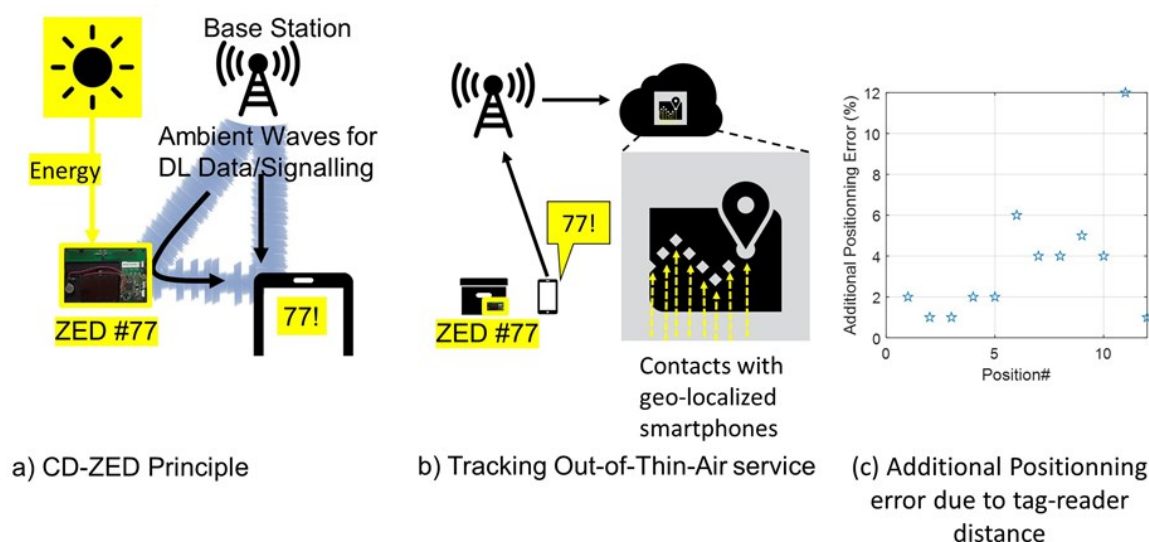 Base Station
Energy
Ambient Waves for
DL Data/Signalling
ZED #77
77!
a) CD-ZED Principle
77!
ZED #77
Contacts with
geo-localized
smartphones
b) Tracking Out-of-Thin-Air service
Additional Positionning Error (%)
12
10
8
6
4
2
0
0
5
10
Position#
(c) Additional Positionning
error due to tag-reader
distance